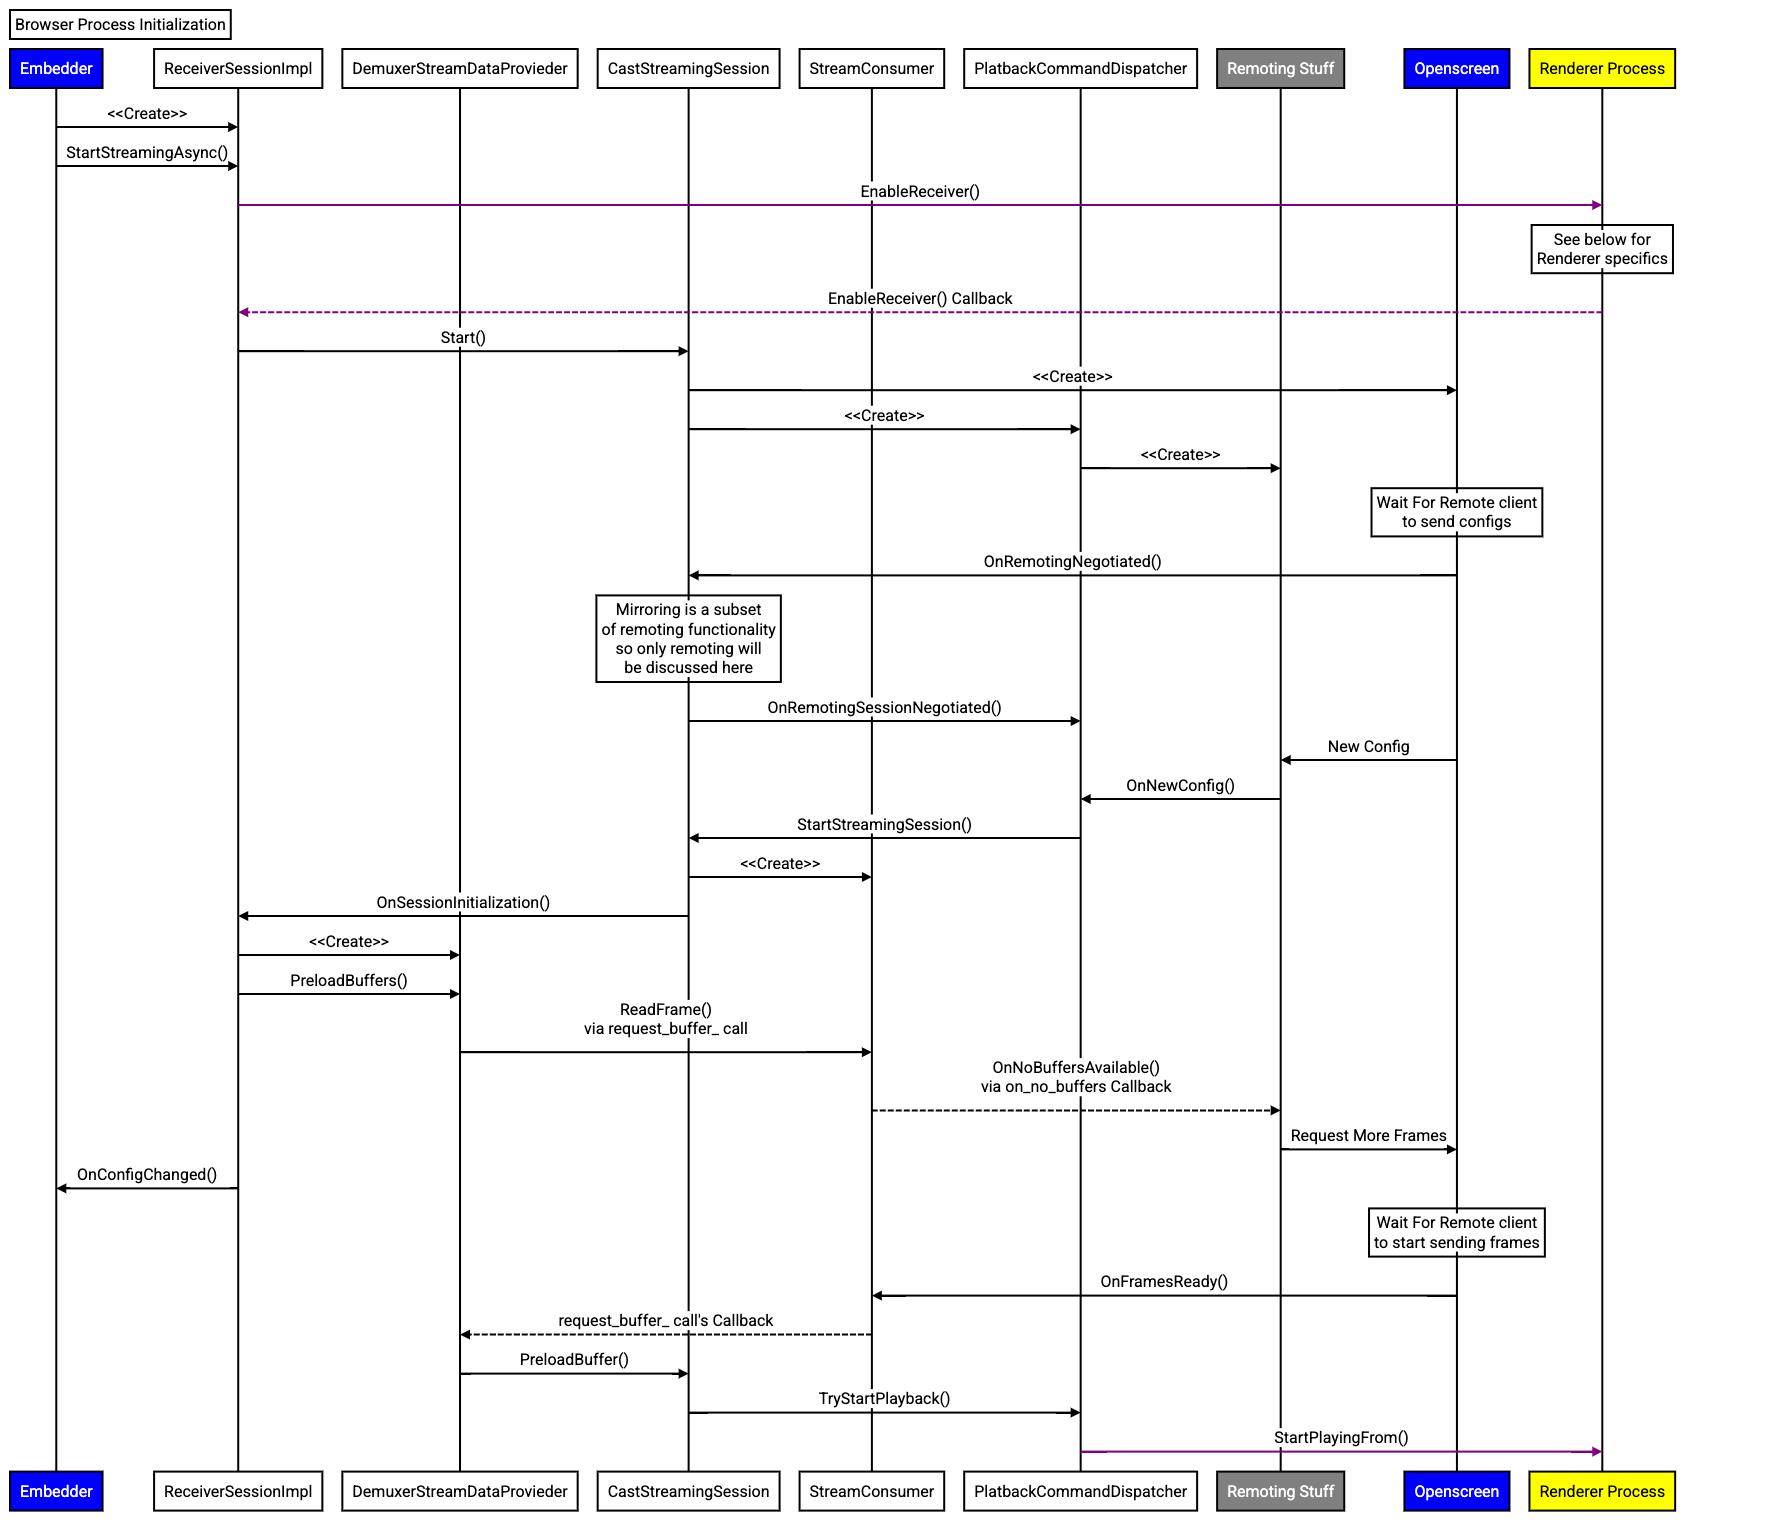 Browser Process Initialization
Embedder
ReceiverSessionImpl
DemuxerStreamDataProvieder
CastStreamingSession
StreamConsumer
PlatbackCommandDispatcher
Remoting Stuff
Openscreen
Renderer Process
<<Create>>
StartStreamingAsync()
EnableReceiver()
See below for
Renderer specifics
EnableReceiver() Callback
Start()
<<Create>>
<<Create>>
<<Create>>
Wait For Remote client
to send configs
OnRemotingNegotiated()
Mirroring is a subset
of remoting functionality
so only remoting will
be discussed here
OnRemotingSessionNegotiated()
New Config
OnNewConfig()
StartStreamingSession()
<<Create>>
OnSessionInitialization()
<<Create>>
PreloadBuffers()
ReadFrame()
via request_buffer_ call
OnNoBuffersAvailable()
via on_no_buffers Callback
Request More Frames
OnConfigChanged()
Wait For Remote client
to start sending frames
OnFramesReady()
request_buffer_ call's Callback
PreloadBuffer()
TryStartPlayback()
StartPlayingFrom()
Embedder
ReceiverSessionImpl
DemuxerStreamDataProvieder
CastStreamingSession
StreamConsumer
PlatbackCommandDispatcher
Remoting Stuff
Openscreen
Renderer Process